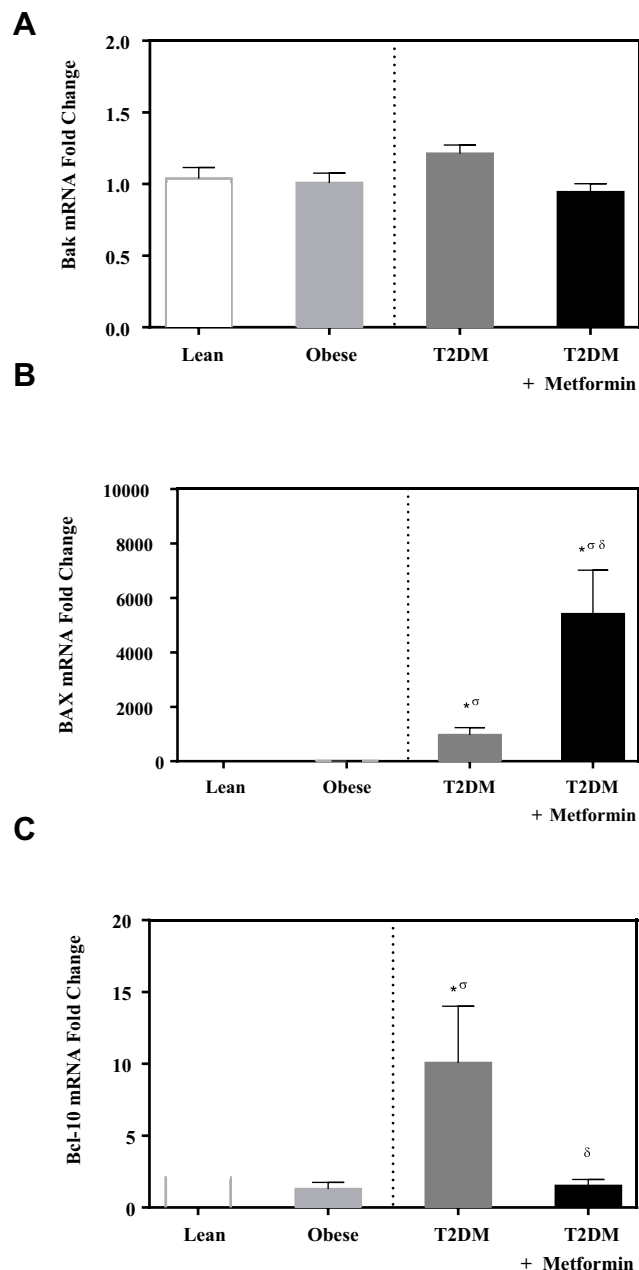 A
Bak mRNA Fold Change
2.0
1.5
1.0
0.5
0.0
Lean Obese T2DM T2DM
+ Metformin
B
BAX mRNA Fold Change
10000
8000
6000
4000
2000
0
*σ δ
*σ
Lean Obese T2DM T2DM
+ Metformin
C
Bcl-10 mRNA Fold Change
20
15
10
5
0
*σ
δ
Lean Obese T2DM T2DM
+ Metformin